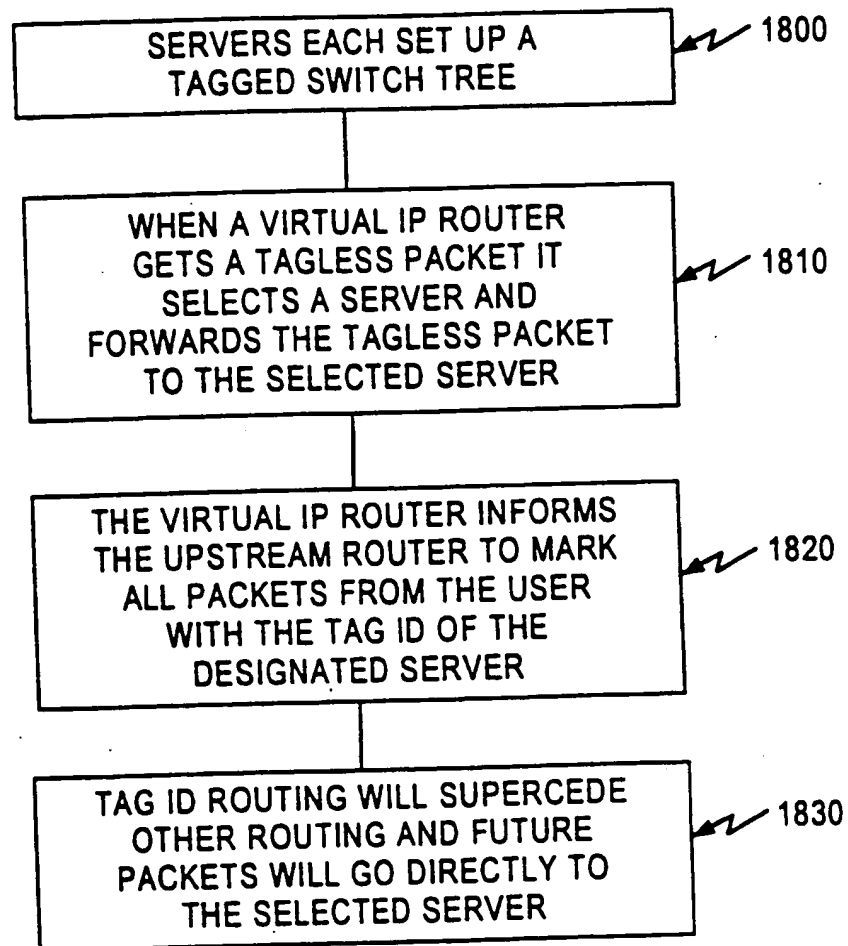 SERVERS EACH SET UP A
TAGGED SWITCH TREE
1800
WHEN A VIRTUAL IP ROUTER
GETS A TAGLESS PACKET IT
SELECTS A SERVER AND
FORWARDS THE TAGLESS PACKET
TO THE SELECTED SERVER
1810
THE VIRTUAL IP ROUTER INFORMS
THE UPSTREAM ROUTER TO MARK
ALL PACKETS FROM THE USER
WITH THE TAG ID OF THE
DESIGNATED SERVER
1820
TAG ID ROUTING WILL SUPERCEDE
OTHER ROUTING AND FUTURE
PACKETS WILL GO DIRECTLY TO
THE SELECTED SERVER
1830